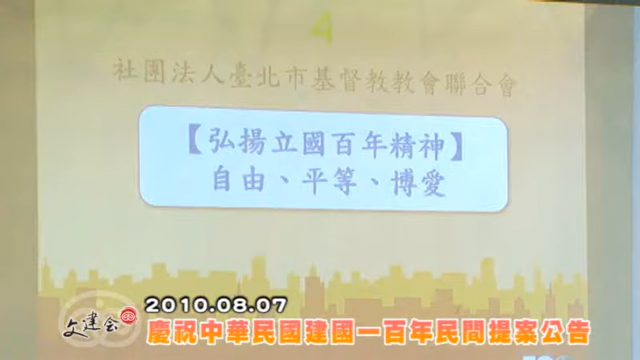 4
社團法人臺北市基督教教會聯合會
【弘揚立國百年精神】
自由、平等、博愛
文建會
2010.08.07
慶祝中華民國建國一百年民間提案公告